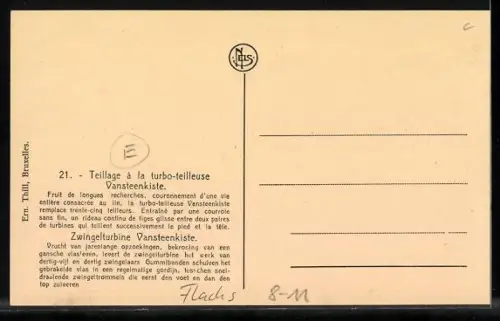 c
NELS
E
21. - Teillage à la turbo-teilleuse
Vansteenkiste.
Fruit de longues recherches, couronnement d'une vie
entière consacrée au lin, la turbo-teilleuse Vansteenkiste
remplace trente-cinq teilleurs. Entraîné par une courroie
sans fin, un rideau continu de tiges glisse entre deux paires
de turbines qui teillent successivement le pied et la tête.
Zwingelturbine Vansteenkiste.
Vrucht van jarenlange opzoekingen, bekroning van een
gansche vlasleven, levert de zwingelturbine het werk van
dertig-vijf en dertig zwingelaars Gummibanden schuiven het
gebrakelde vlas in een regelmatige gordijn, tusschen snel-
draaiende zwingeltrommels die eerst den voet en dan den
top zuiveren
Ern. Thill, Bruxelles.
Flachs 8-11